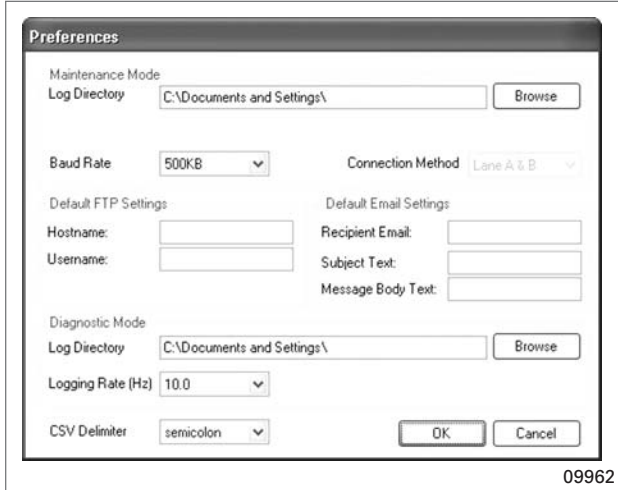 Preferences
Maintenance Mode
Log Directory C:\Documents and Settings\ Browse
Baud Rate 500KB Connection Method Lane A & B
Default FTP Settings Default Email Settings
Hostname: Recipient Email:
Username: Subject Text:
Message Body Text:
Diagnostic Mode
Log Directory C:\Documents and Settings\ Browse
Logging Rate (Hz) 10.0
CSV Delimiter semicolon OK Cancel
09962